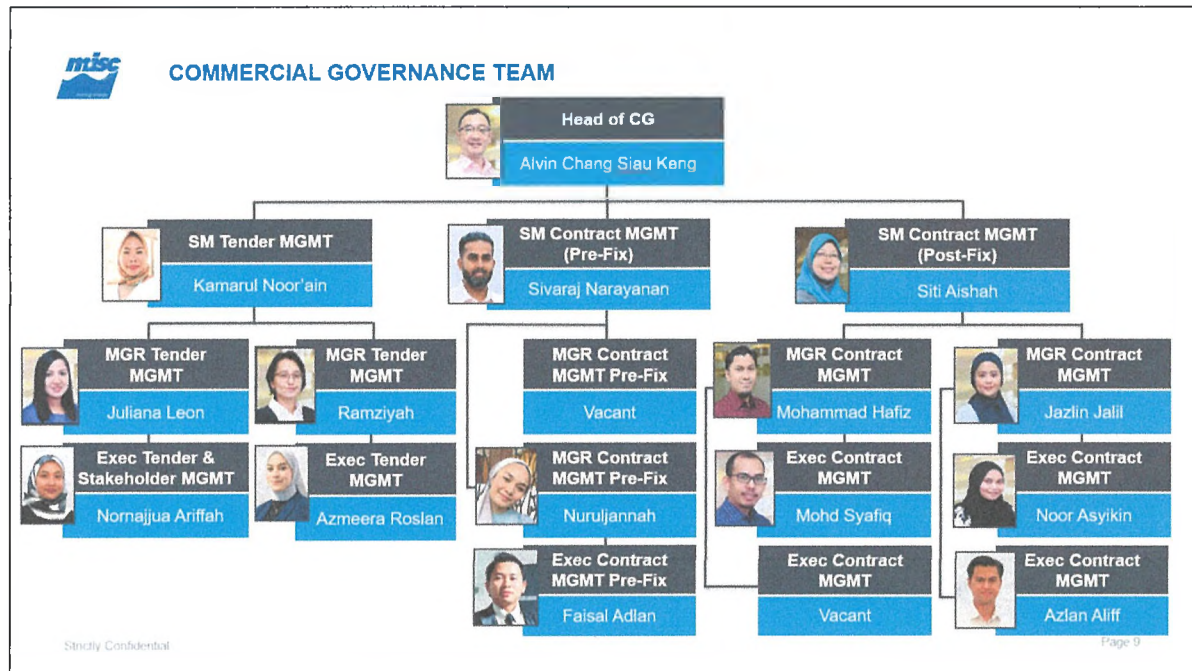 misc
COMMERCIAL GOVERNANCE TEAM
Head of CG
Alvin Chang Siau Keng
SM Tender MGMT
Kamarul Noor'ain
SM Contract MGMT
(Pre-Fix)
Sivaraj Narayanan
SM Contract MGMT
(Post-Fix)
Siti Aishah
MGR Tender
MGMT
Juliana Leon
MGR Tender
MGMT
Ramziyah
MGR Contract
MGMT Pre-Fix
Vacant
MGR Contract
MGMT
Mohammad Hafiz
MGR Contract
MGMT
Jazlin Jalil
Exec Tender &
Stakeholder MGMT
Nornajjua Ariffah
Exec Tender
MGMT
Azmeera Roslan
MGR Contract
MGMT Pre-Fix
Nuruljannah
Exec Contract
MGMT
Mohd Syafiq
Exec Contract
MGMT
Noor Asyikin
Exec Contract
MGMT Pre-Fix
Faisal Adlan
Exec Contract
MGMT
Vacant
Exec Contract
MGMT
Azlan Aliff
Strictly Confidential
Page 9